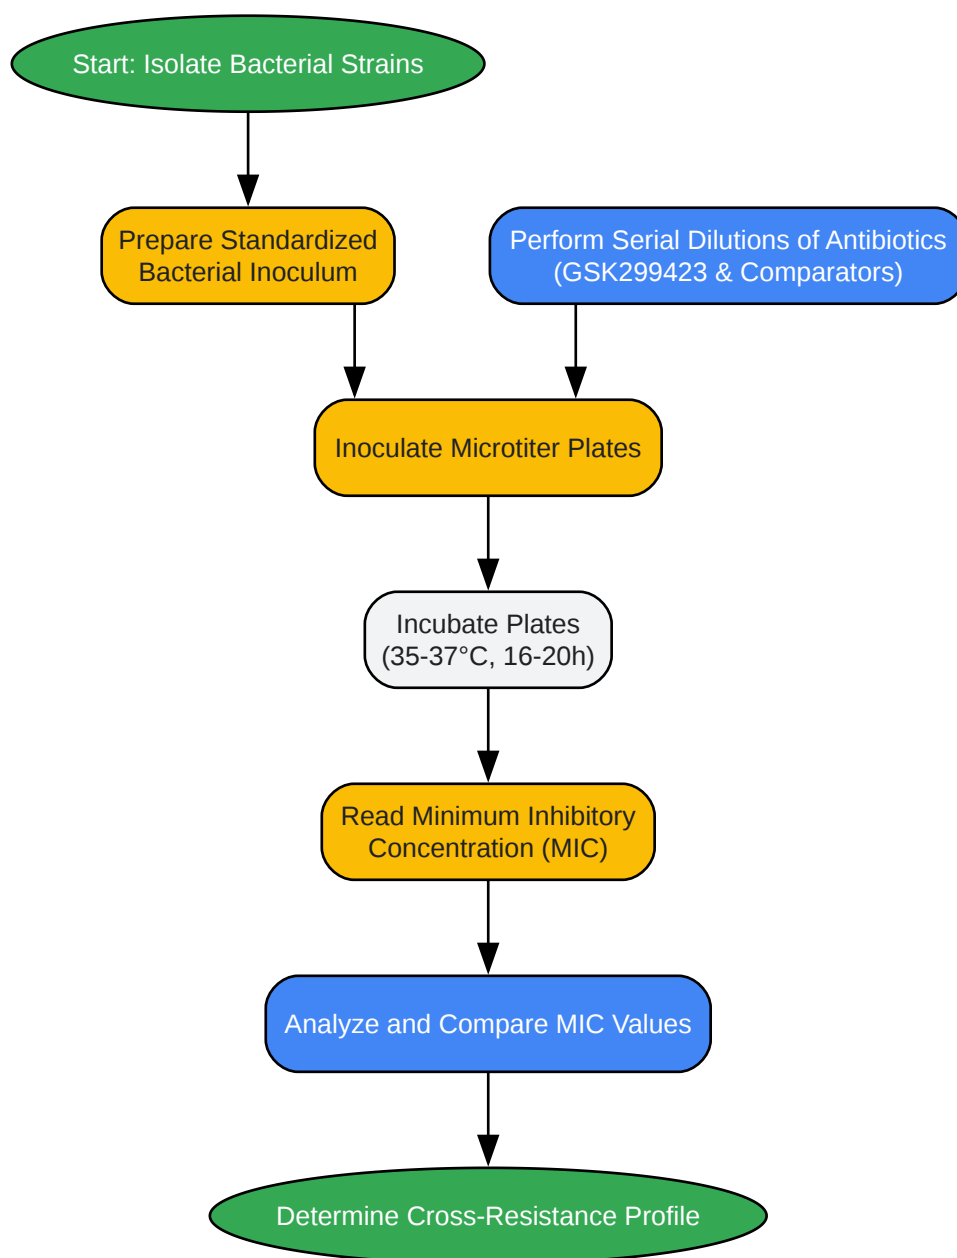 Start: Isolate Bacterial Strains
Prepare Standardized
Bacterial Inoculum
Perform Serial Dilutions of Antibiotics
(GSK299423 & Comparators)
Inoculate Microtiter Plates
Incubate Plates
(35-37°C, 16-20h)
Read Minimum Inhibitory
Concentration (MIC)
Analyze and Compare MIC Values
Determine Cross-Resistance Profile